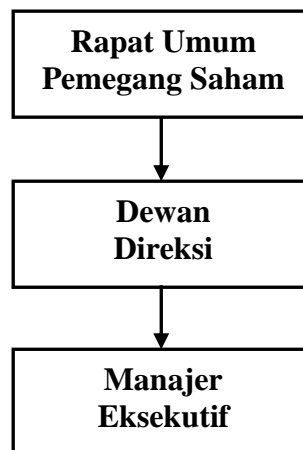 Rapat Umum
Pemegang Saham
Dewan
Direksi
Manajer
Eksekutif